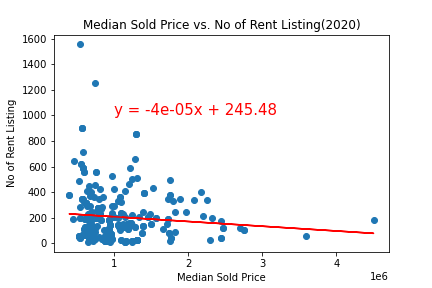 Median Sold Price vs. No of Rent Listing(2020)
1600
1400
1200
1000
800
600
400
200
0
No of Rent Listing
y = -4e-05x + 245.48
1 2 3 4
1e6
Median Sold Price